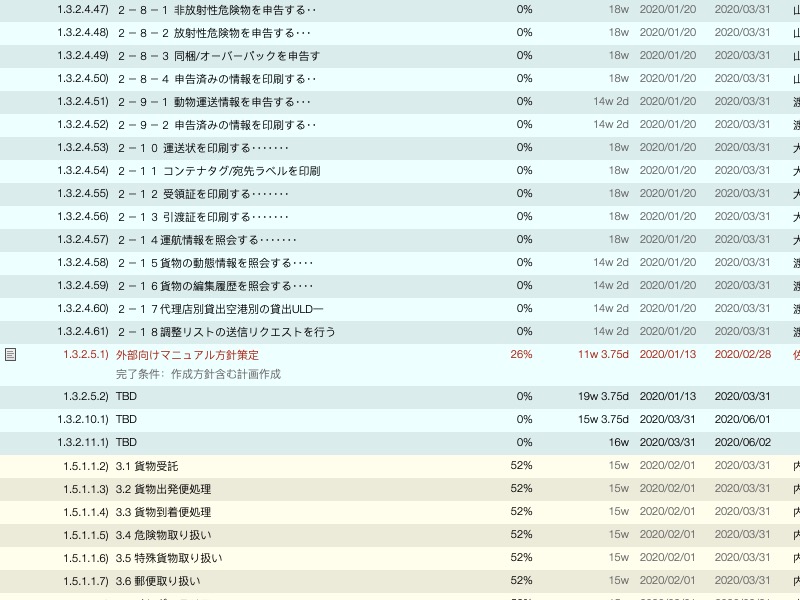 1.3.2.4.47) ２－８－１ 非放射性危険物を申告する‥ 0% 18w 2020/01/20 2020/03/31 山
1.3.2.4.48) ２－８－２ 放射性危険物を申告する… 0% 18w 2020/01/20 2020/03/31 山
1.3.2.4.49) ２－８－３ 同梱/オーバーパックを申告す 0% 18w 2020/01/20 2020/03/31 山
1.3.2.4.50) ２－８－４ 申告済みの情報を印刷する‥ 0% 18w 2020/01/20 2020/03/31 山
1.3.2.4.51) ２－９－１ 動物運送情報を申告する… 0% 14w 2d 2020/01/20 2020/03/31 渡
1.3.2.4.52) ２－９－２ 申告済みの情報を印刷する‥ 0% 14w 2d 2020/01/20 2020/03/31 渡
1.3.2.4.53) ２－１０ 運送状を印刷する‥‥‥・ 0% 18w 2020/01/20 2020/03/31 大
1.3.2.4.54) ２－１１ コンテナタグ/宛先ラベルを印刷 0% 18w 2020/01/20 2020/03/31 大
1.3.2.4.55) ２－１２ 受領証を印刷する‥‥‥・ 0% 18w 2020/01/20 2020/03/31 大
1.3.2.4.56) ２－１３ 引渡証を印刷する‥‥‥・ 0% 18w 2020/01/20 2020/03/31 大
1.3.2.4.57) ２－１４運航情報を照会する‥‥‥・ 0% 18w 2020/01/20 2020/03/31 大
1.3.2.4.58) ２－１５貨物の動態情報を照会する‥‥ 0% 14w 2d 2020/01/20 2020/03/31 渡
1.3.2.4.59) ２－１６貨物の編集履歴を照会する‥‥ 0% 14w 2d 2020/01/20 2020/03/31 渡
1.3.2.4.60) ２－１７代理店別貸出空港別の貸出ULD一 0% 14w 2d 2020/01/20 2020/03/31 渡
1.3.2.4.61) ２－１８調整リストの送信リクエストを行う 0% 14w 2d 2020/01/20 2020/03/31 渡
1.3.2.5.1) 外部向けマニュアル方針策定 26% 11w 3.75d 2020/01/13 2020/02/28 佐
完了条件：作成方針含む計画作成
1.3.2.5.2) TBD 0% 19w 3.75d 2020/01/13 2020/03/31
1.3.2.10.1) TBD 0% 15w 3.75d 2020/03/31 2020/06/01
1.3.2.11.1) TBD 0% 16w 2020/03/31 2020/06/02
1.5.1.1.2) 3.1 貨物受託 52% 15w 2020/02/01 2020/03/31 内
1.5.1.1.3) 3.2 貨物出発便処理 52% 15w 2020/02/01 2020/03/31 内
1.5.1.1.4) 3.3 貨物到着便処理 52% 15w 2020/02/01 2020/03/31 内
1.5.1.1.5) 3.4 危険物取り扱い 52% 15w 2020/02/01 2020/03/31 内
1.5.1.1.6) 3.5 特殊貨物取り扱い 52% 15w 2020/02/01 2020/03/31 内
1.5.1.1.7) 3.6 郵便取り扱い 52% 15w 2020/02/01 2020/03/31 内